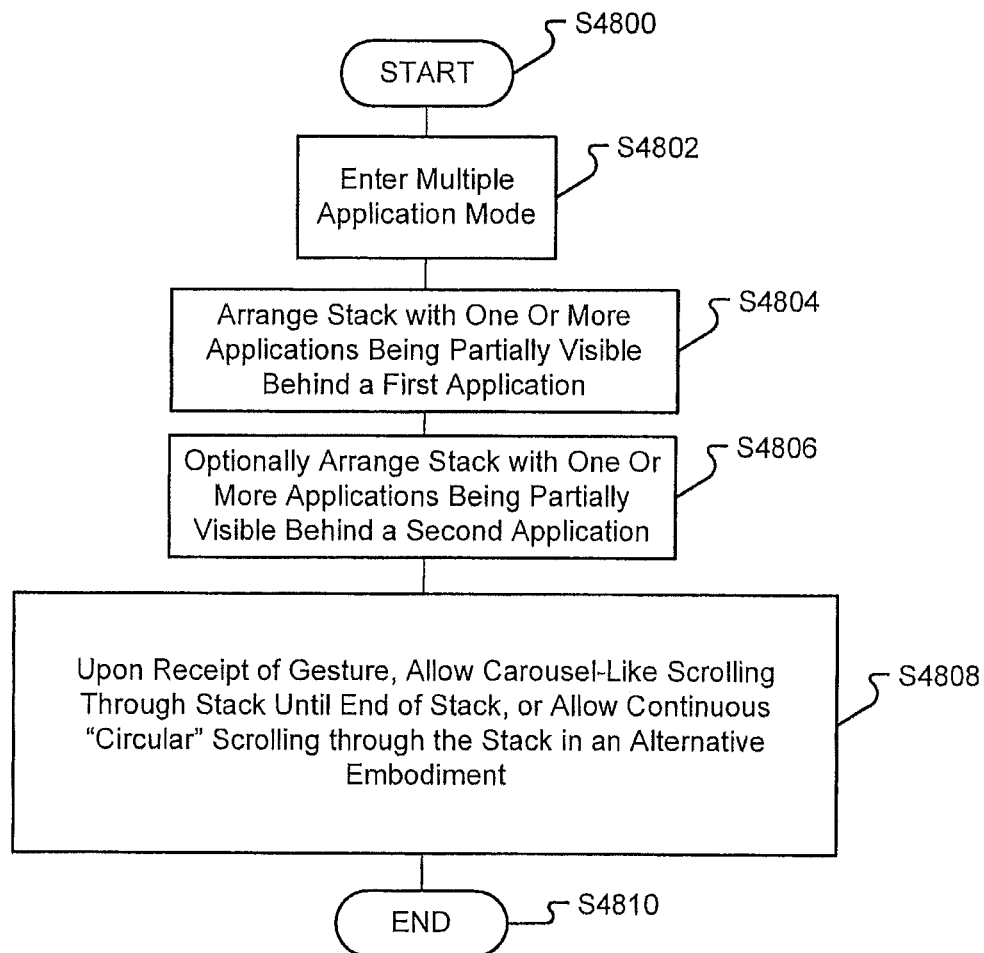 S4800
START
S4802
Enter Multiple
Application Mode
S4804
Arrange Stack with One Or More
Applications Being Partially Visible
Behind a First Application
S4806
Optionally Arrange Stack with One Or
More Applications Being Partially
Visible Behind a Second Application
S4808
Upon Receipt of Gesture, Allow Carousel-Like Scrolling
Through Stack Until End of Stack, or Allow Continuous
“Circular” Scrolling through the Stack in an Alternative
Embodiment
S4810
END